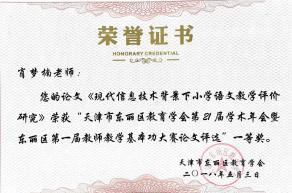 荣誉证书
HONORARY CREDENTIAL
肖梦楠老师：
您的论文《现代信息技术背景下小学语文教学评价
研究》荣获“天津市东丽区教育学会第21届学术年会暨
东丽区第一届教师教学基本功大赛论文评选”一等奖。
天津市东丽区教育学会
二〇一八年五月三日